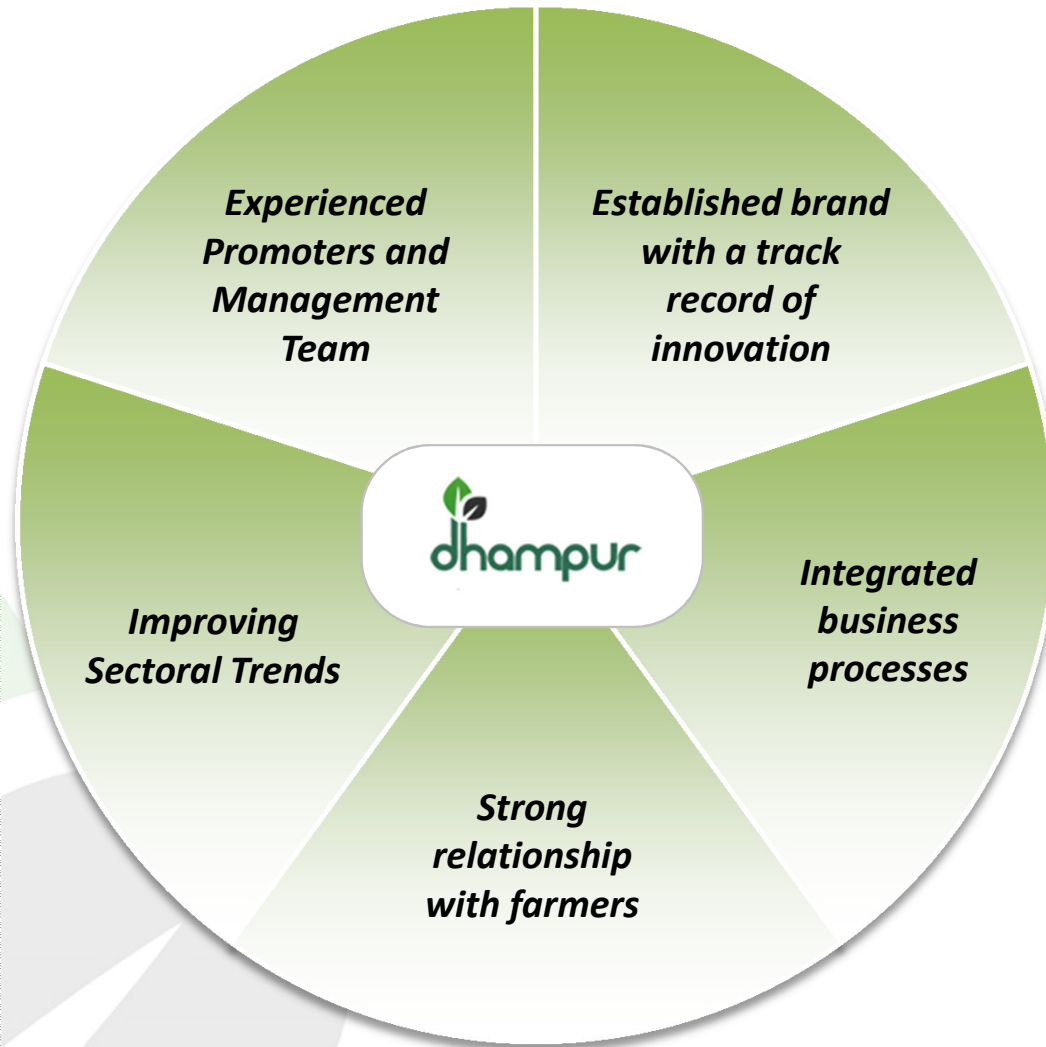 Experienced
Promoters and
Management
Team
Established brand
with a track
record of
innovation
dhampur
Integrated
business
processes
Improving
Sectoral Trends
Strong
relationship
with farmers